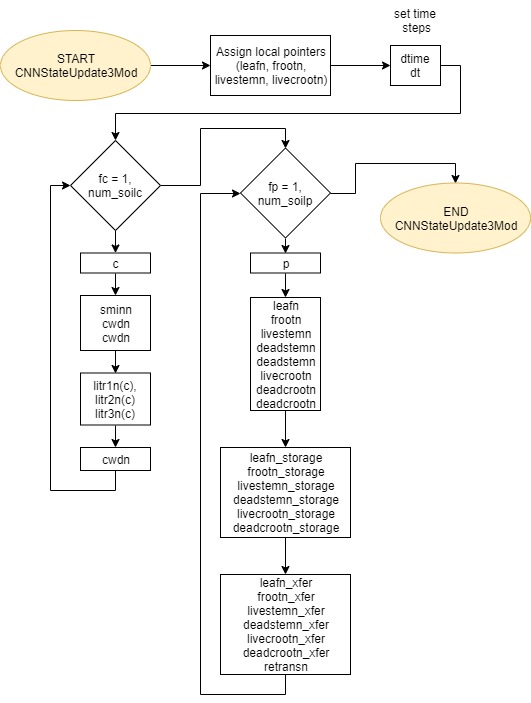 START
CNNStateUpdate3Mod
Assign local pointers
(leafn, frootn,
livestemn, livecrootn)
set time
steps
dtime
dt
fc = 1,
num_soilc
c
sminn
cwdn
cwdn
litr1n(c),
litr2n(c)
litr3n(c)
cwdn
fp = 1,
num_soilp
p
leafn
frootn
livestemn
deadstemn
deadstemn
livecrootn
deadcrootn
deadcrootn
leafn_storage
frootn_storage
livestemn_storage
deadstemn_storage
livecrootn_storage
deadcrootn_storage
leafn_xfer
frootn_xfer
livestemn_xfer
deadstemn_xfer
livecrootn_xfer
deadcrootn_xfer
retransn
END
CNNStateUpdate3Mod